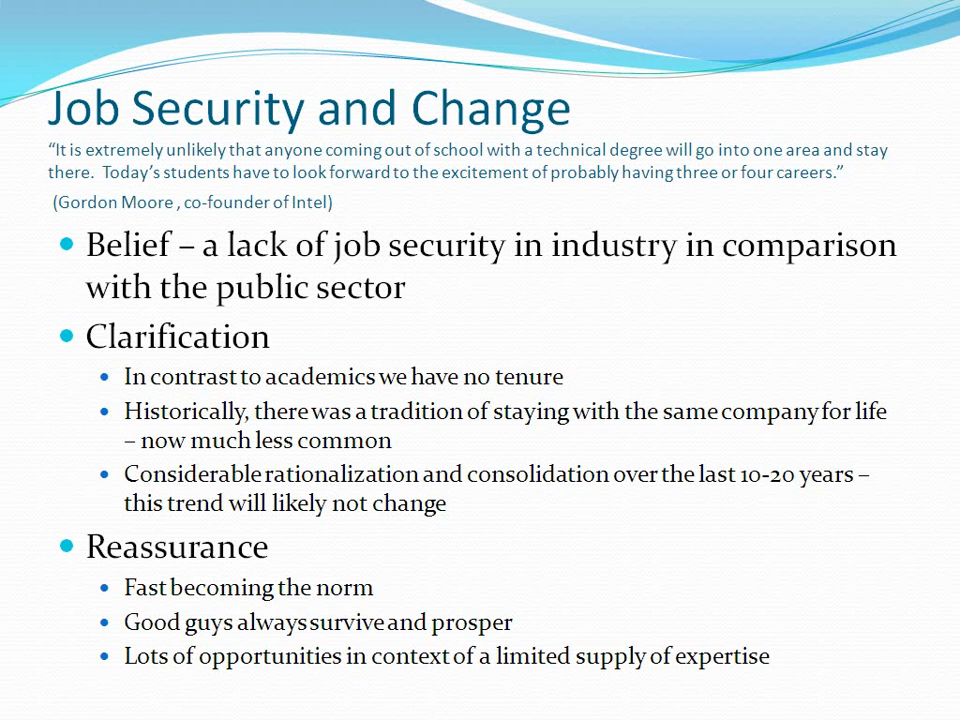 Job Security and Change
“It is extremely unlikely that anyone coming out of school with a technical degree will go into one area and stay
there.  Today’s students have to look forward to the excitement of probably having three or four careers.”
(Gordon Moore , co-founder of Intel)
• Belief – a lack of job security in industry in comparison
with the public sector
• Clarification
• In contrast to academics we have no tenure
• Historically, there was a tradition of staying with the same company for life
– now much less common
• Considerable rationalization and consolidation over the last 10-20 years –
this trend will likely not change
• Reassurance
• Fast becoming the norm
• Good guys always survive and prosper
• Lots of opportunities in context of a limited supply of expertise